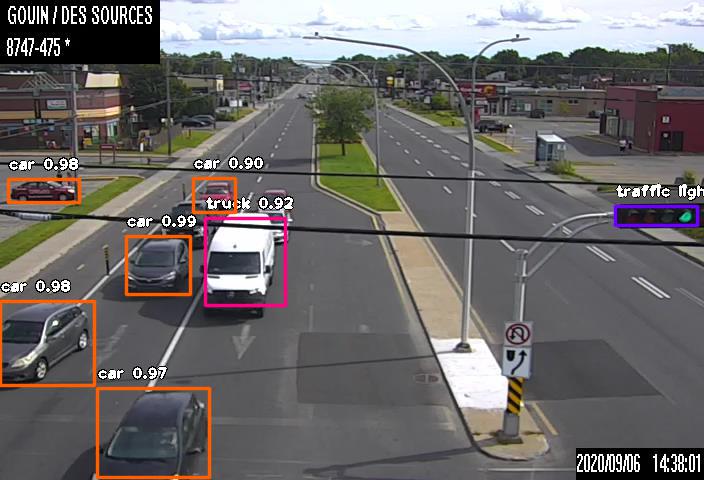 GOUIN / DES SOURCES
8747-475 *
car 0.98
car 0.90
truck 0.92
traffic ligh
car 0.99
car 0.98
car 0.97
2020/09/06 14:38:01